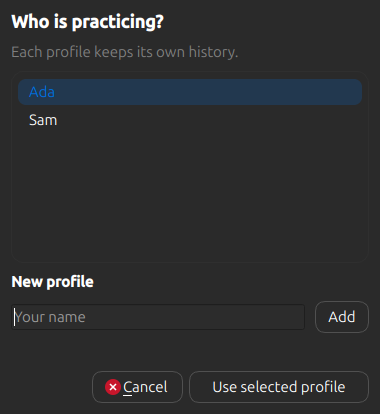 Who is practicing?
Each profile keeps its own history.
Ada
Sam
New profile
Your name
Add
Cancel
Use selected profile